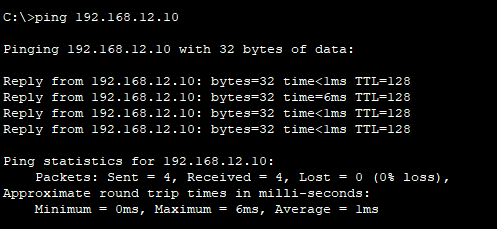 C:\>ping 192.168.12.10
Pinging 192.168.12.10 with 32 bytes of data:
Reply from 192.168.12.10: bytes=32 time<1ms TTL=128
Reply from 192.168.12.10: bytes=32 time=6ms TTL=128
Reply from 192.168.12.10: bytes=32 time<1ms TTL=128
Reply from 192.168.12.10: bytes=32 time<1ms TTL=128
Ping statistics for 192.168.12.10:
Packets: Sent = 4, Received = 4, Lost = 0 (0% loss),
Approximate round trip times in milli-seconds:
Minimum = 0ms, Maximum = 6ms, Average = 1ms